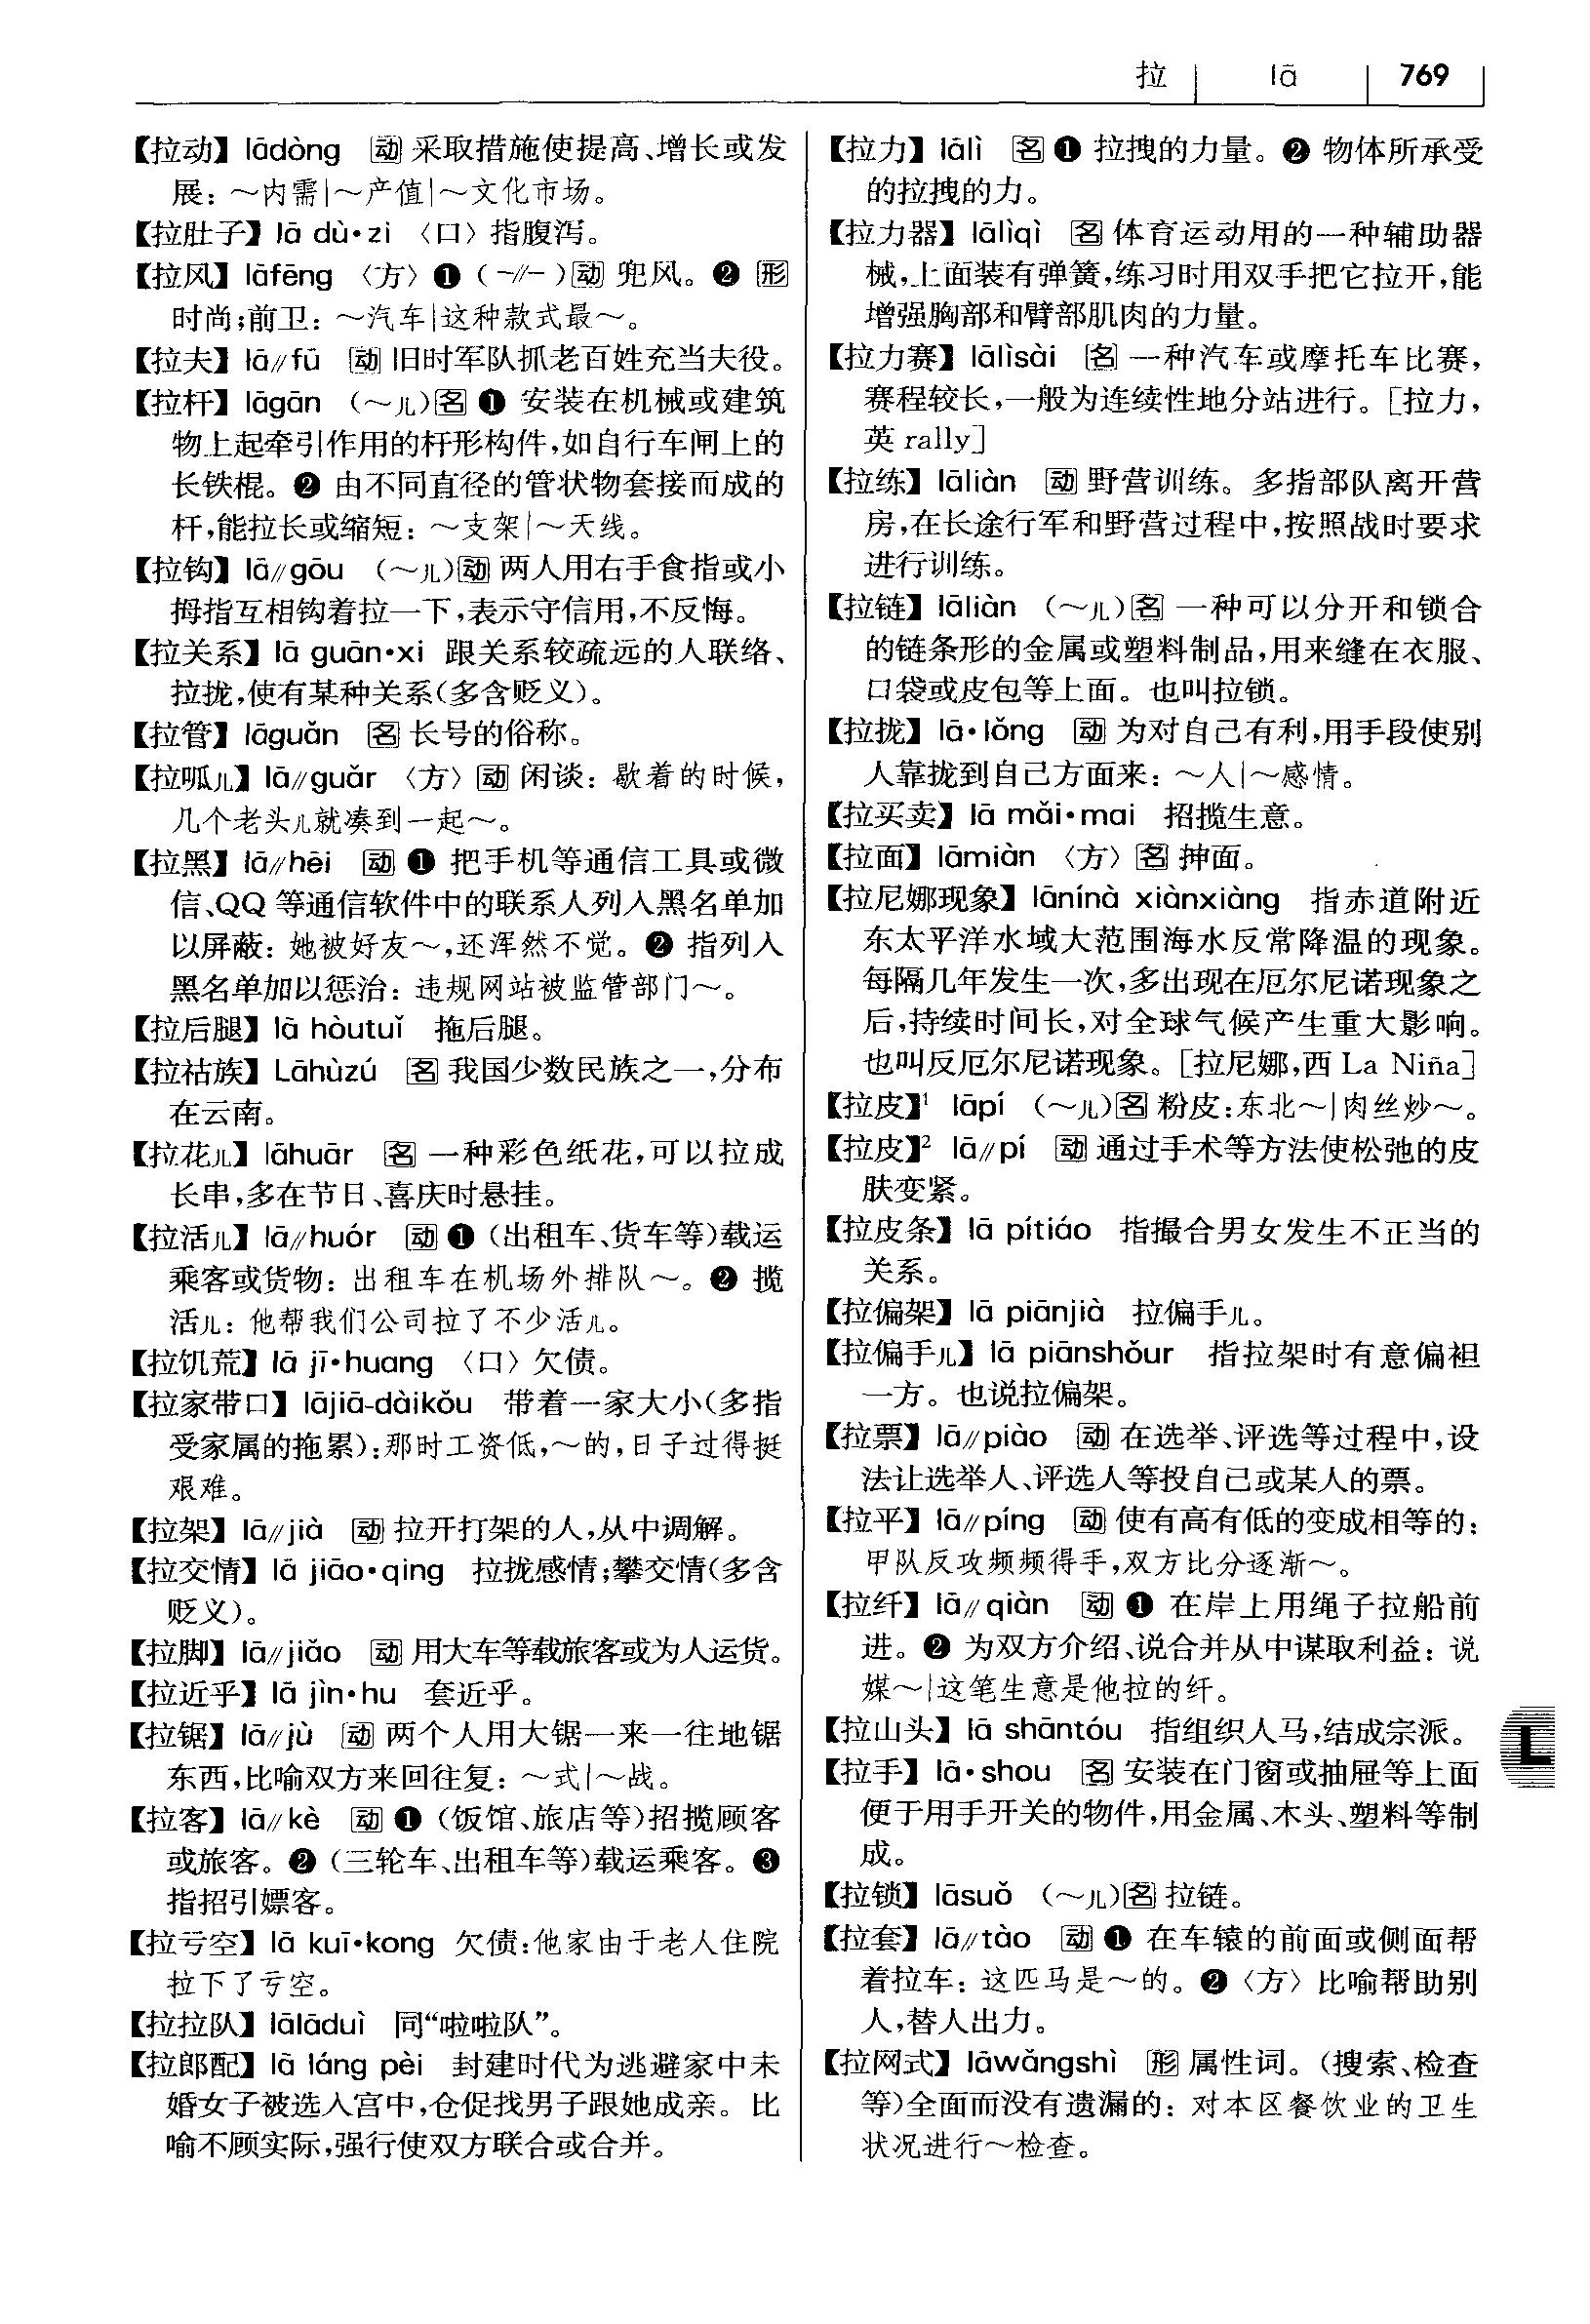 拉 lā 769
【拉动】lādòng 动 采取措施使提高、增长或发
展：～内需|～产值|～文化市场。
【拉肚子】lā dù·zi 〈口〉指腹泻。
【拉风】lāfēng 〈方〉❶（-//-）动 兜风。❷ 形
时尚;前卫：～汽车|这种款式最～。
【拉夫】lā//fū 动 旧时军队抓老百姓充当夫役。
【拉杆】lāgān （～儿）名 ❶ 安装在机械或建筑
物上起牵引作用的杆形构件,如自行车闸上的
长铁棍。❷ 由不同直径的管状物套接而成的
杆,能拉长或缩短：～支架|～天线。
【拉钩】lā//gōu （～儿）动 两人用右手食指或小
拇指互相钩着拉一下,表示守信用,不反悔。
【拉关系】lā guān·xi 跟关系较疏远的人联络、
拉拢,使有某种关系(多含贬义)。
【拉管】lāguǎn 名 长号的俗称。
【拉呱儿】lā//guǎr 〈方〉动 闲谈：歇着的时候,
几个老头儿就凑到一起～。
【拉黑】lā//hēi 动 ❶ 把手机等通信工具或微
信、QQ 等通信软件中的联系人列入黑名单加
以屏蔽：她被好友～,还浑然不觉。❷ 指列入
黑名单加以惩治：违规网站被监管部门～。
【拉后腿】lā hòutuǐ 拖后腿。
【拉祜族】Lāhùzú 名 我国少数民族之一,分布
在云南。
【拉花儿】lāhuār 名 一种彩色纸花,可以拉成
长串,多在节日、喜庆时悬挂。
【拉活儿】lā//huór 动 ❶（出租车、货车等）载运
乘客或货物：出租车在机场外排队～。❷ 揽
活儿：他帮我们公司拉了不少活儿。
【拉饥荒】lā jī·huang 〈口〉欠债。
【拉家带口】lājiā-dàikǒu 带着一家大小(多指
受家属的拖累)：那时工资低,～的,日子过得挺
艰难。
【拉架】lā//jià 动 拉开打架的人,从中调解。
【拉交情】lā jiāo·qing 拉拢感情;攀交情(多含
贬义)。
【拉脚】lā//jiǎo 动 用大车等载旅客或为人运货。
【拉近乎】lā jìn·hu 套近乎。
【拉锯】lā//jù 动 两个人用大锯一来一往地锯
东西,比喻双方来回往复：～式|～战。
【拉客】lā//kè 动 ❶（饭馆、旅店等）招揽顾客
或旅客。❷（三轮车、出租车等）载运乘客。❸
指招引嫖客。
【拉亏空】lā kuī·kong 欠债：他家由于老人住院
拉下了亏空。
【拉拉队】lālāduì 同“啦啦队”。
【拉郎配】lā láng pèi 封建时代为逃避家中未
婚女子被选入宫中,仓促找男子跟她成亲。比
喻不顾实际,强行使双方联合或合并。
【拉力】lālì 名 ❶ 拉拽的力量。❷ 物体所承受
的拉拽的力。
【拉力器】lālìqì 名 体育运动用的一种辅助器
械,上面装有弹簧,练习时用双手把它拉开,能
增强胸部和臂部肌肉的力量。
【拉力赛】lālìsài 名 一种汽车或摩托车比赛,
赛程较长,一般为连续性地分站进行。[拉力,
英 rally]
【拉练】lāliàn 动 野营训练。多指部队离开营
房,在长途行军和野营过程中,按照战时要求
进行训练。
【拉链】lāliàn （～儿）名 一种可以分开和锁合
的链条形的金属或塑料制品,用来缝在衣服、
口袋或皮包等上面。也叫拉锁。
【拉拢】lā·lǒng 动 为对自己有利,用手段使别
人靠拢到自己方面来：～人|～感情。
【拉买卖】lā mǎi·mai 招揽生意。
【拉面】lāmiàn 〈方〉名 抻面。
【拉尼娜现象】lānínà xiànxiàng 指赤道附近
东太平洋水域大范围海水反常降温的现象。
每隔几年发生一次,多出现在厄尔尼诺现象之
后,持续时间长,对全球气候产生重大影响。
也叫反厄尔尼诺现象。[拉尼娜,西 La Niña]
【拉皮】¹ lāpí （～儿）名 粉皮：东北～|肉丝炒～。
【拉皮】² lā//pí 动 通过手术等方法使松弛的皮
肤变紧。
【拉皮条】lā pítiáo 指撮合男女发生不正当的
关系。
【拉偏架】lā piānjià 拉偏手儿。
【拉偏手儿】lā piānshǒur 指拉架时有意偏袒
一方。也说拉偏架。
【拉票】lā//piào 动 在选举、评选等过程中,设
法让选举人、评选人等投自己或某人的票。
【拉平】lā//píng 动 使有高有低的变成相等的：
甲队反攻频频得手,双方比分逐渐～。
【拉纤】lā//qiàn 动 ❶ 在岸上用绳子拉船前
进。❷ 为双方介绍、说合并从中谋取利益：说
媒～|这笔生意是他拉的纤。
【拉山头】lā shāntóu 指组织人马,结成宗派。
【拉手】lā·shou 名 安装在门窗或抽屉等上面
便于用手开关的物件,用金属、木头、塑料等制
成。
【拉锁】lāsuǒ （～儿）名 拉链。
【拉套】lā//tào 动 ❶ 在车辕的前面或侧面帮
着拉车：这匹马是～的。❷〈方〉比喻帮助别
人,替人出力。
【拉网式】lāwǎngshì 形 属性词。(搜索、检查
等)全面而没有遗漏的：对本区餐饮业的卫生
状况进行～检查。
L